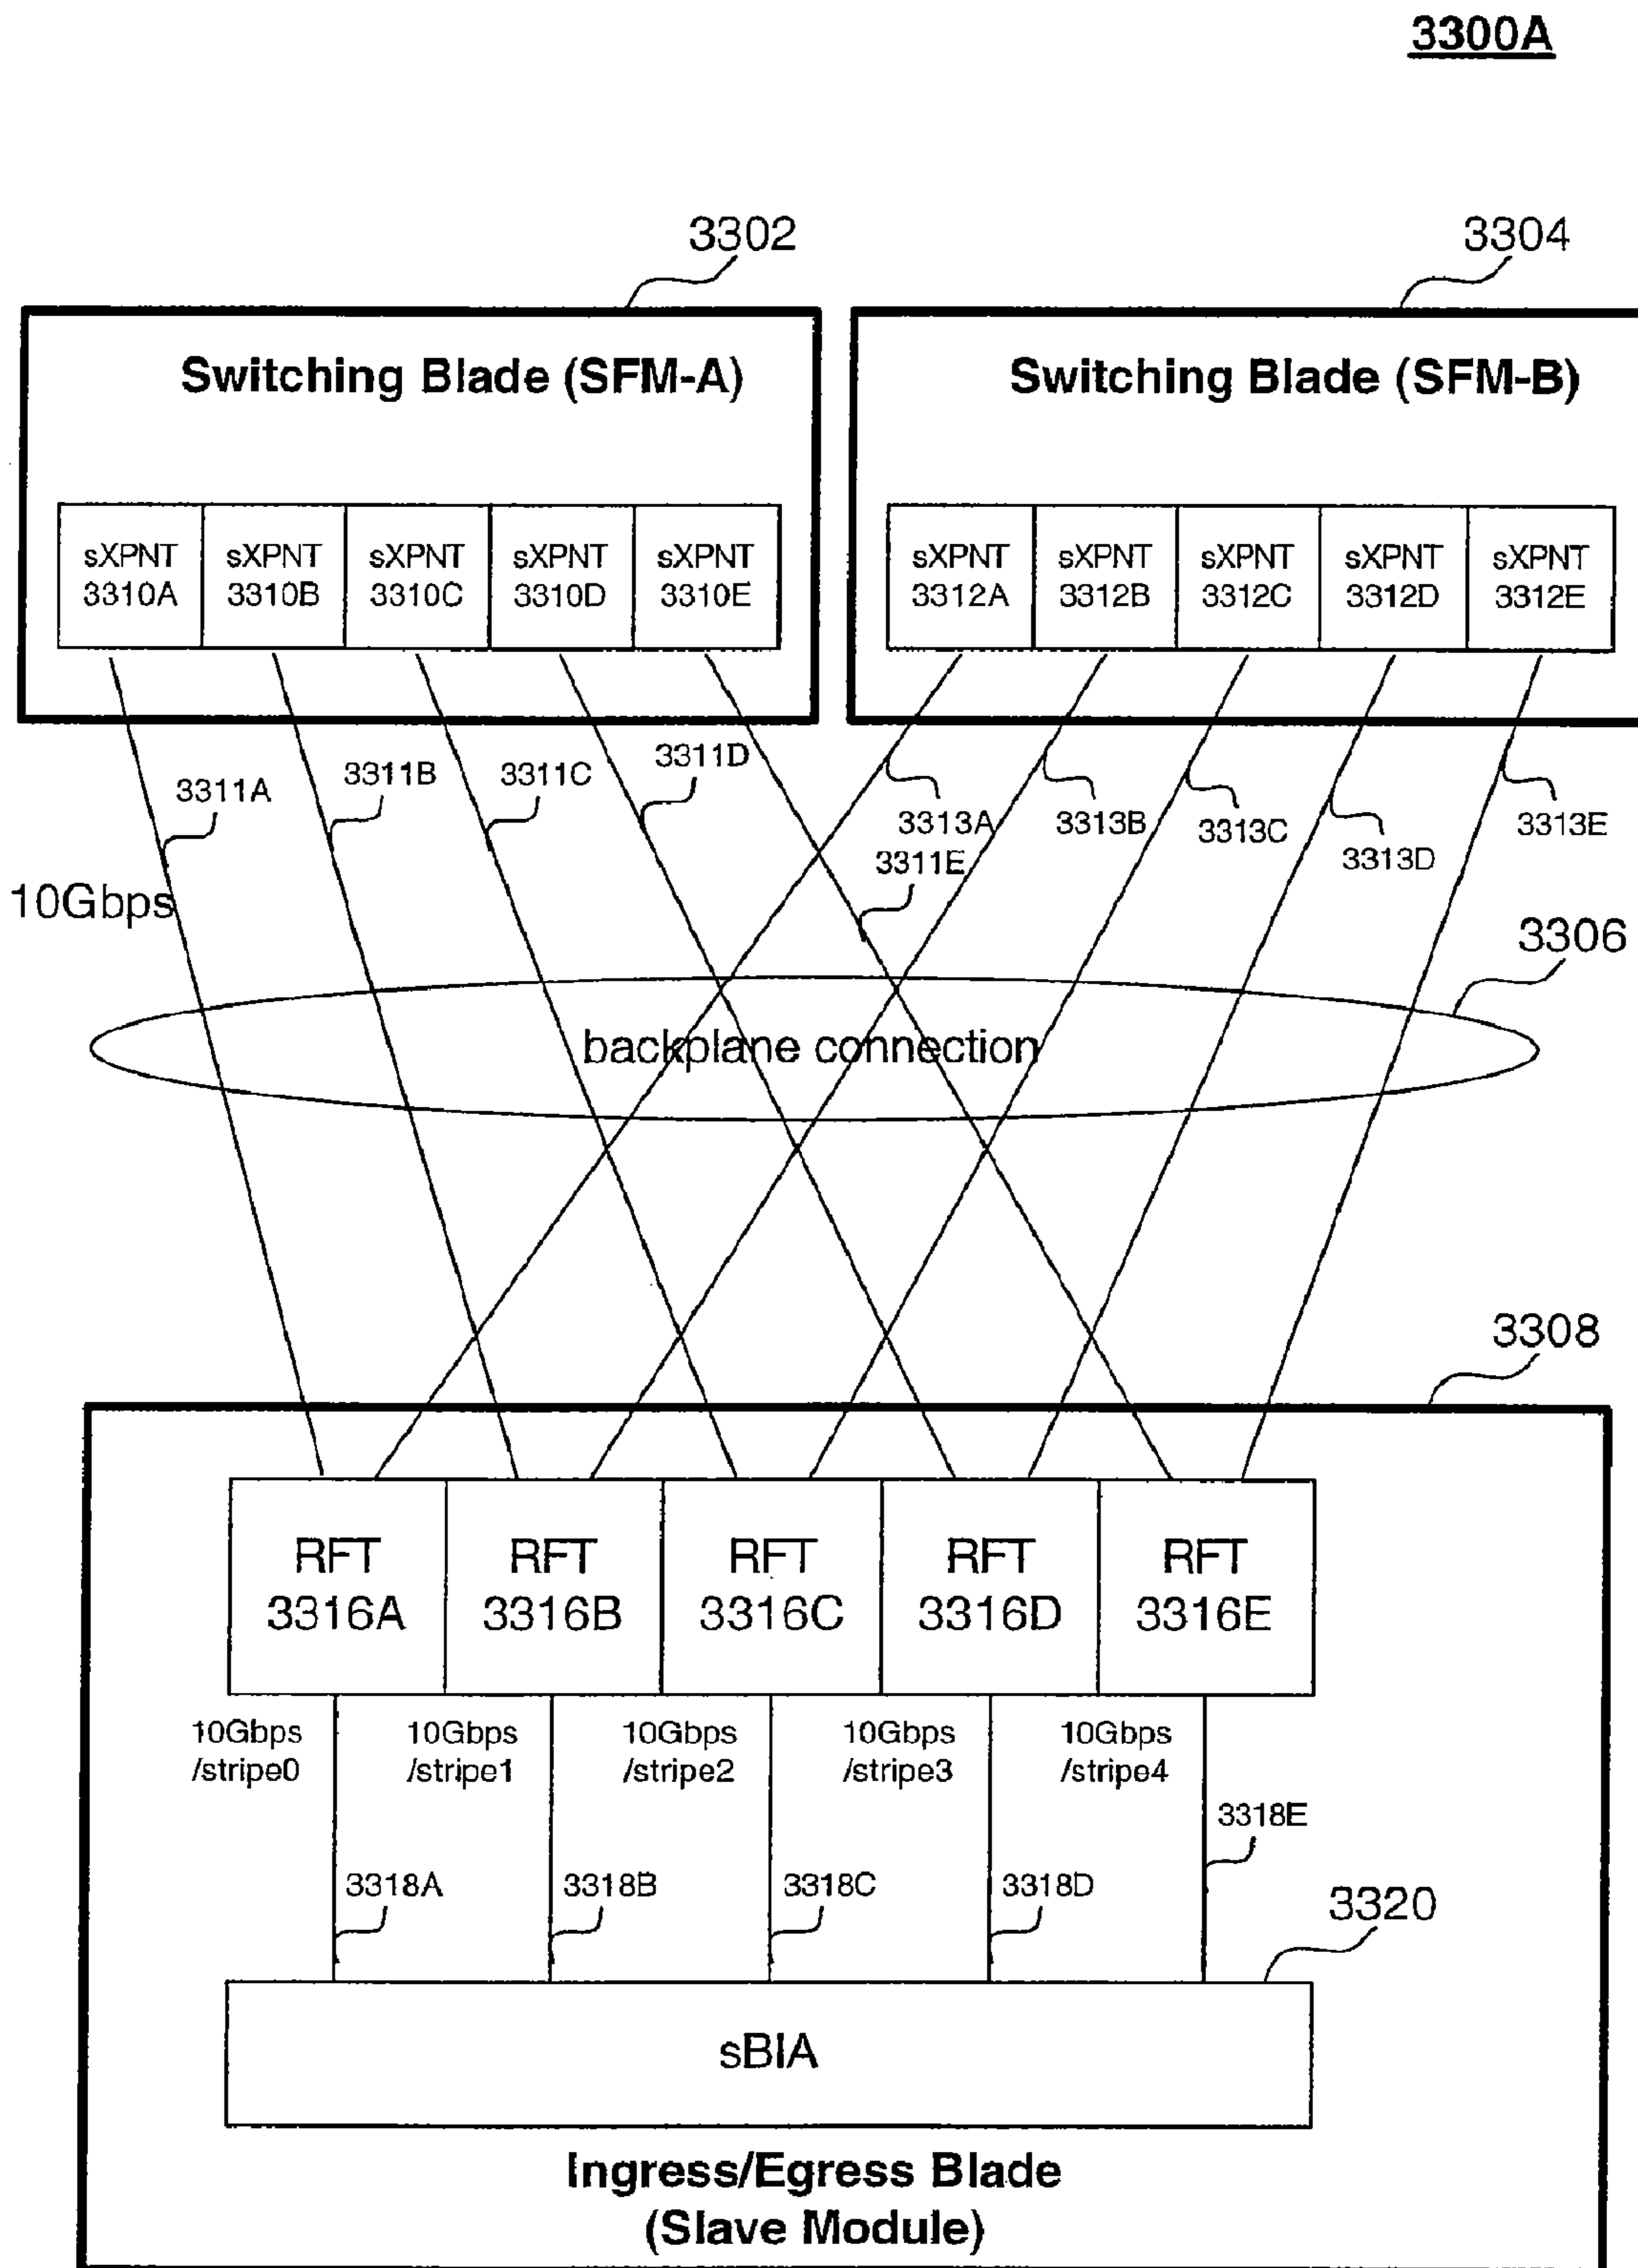 3300A
3302
3304
Switching Blade (SFM-A)
Switching Blade (SFM-B)
sXPNT
3310A
sXPNT
3310B
sXPNT
3310C
sXPNT
3310D
sXPNT
3310E
sXPNT
3312A
sXPNT
3312B
sXPNT
3312C
sXPNT
3312D
sXPNT
3312E
3311A
3311B
3311C
3311D
3313A
3311E
3313B
3313C
3313D
3313E
10Gbps
3306
backplane connection
3308
RFT
3316A
RFT
3316B
RFT
3316C
RFT
3316D
RFT
3316E
10Gbps
/stripe0
10Gbps
/stripe1
10Gbps
/stripe2
10Gbps
/stripe3
10Gbps
/stripe4
3318A
3318B
3318C
3318D
3318E
3320
sBIA
Ingress/Egress Blade
(Slave Module)